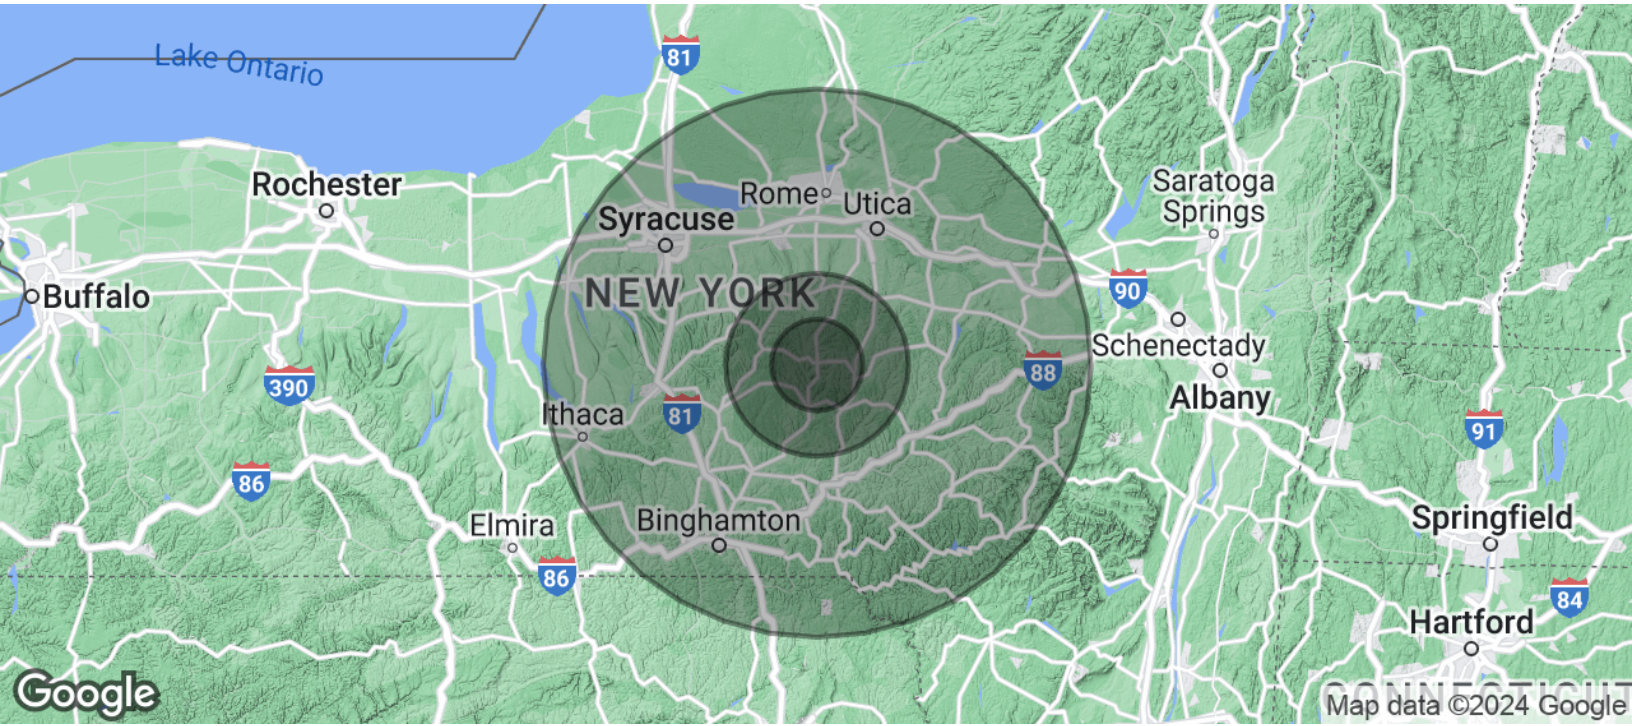 Lake Ontario
81
Rochester
Rome
Utica
Syracuse
Saratoga
Springs
Buffalo
NEW YORK
90
Schenectady
88
390
Albany
Ithaca
81
91
86
Elmira
Binghamton
Springfield
86
84
Hartford
Google
CONNECTICUT
Map data ©2024 Google